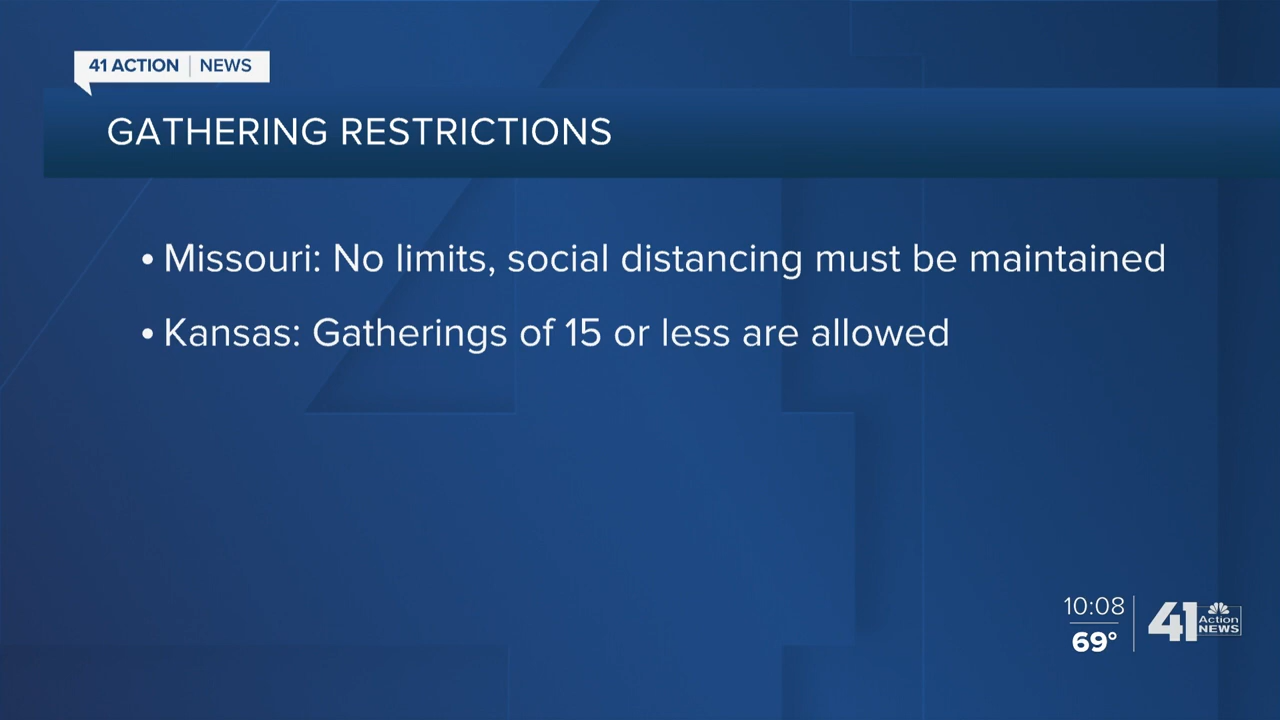 41 ACTION | NEWS
GATHERING RESTRICTIONS
• Missouri: No limits, social distancing must be maintained
• Kansas: Gatherings of 15 or less are allowed
10:08
69°
41 Action
NEWS